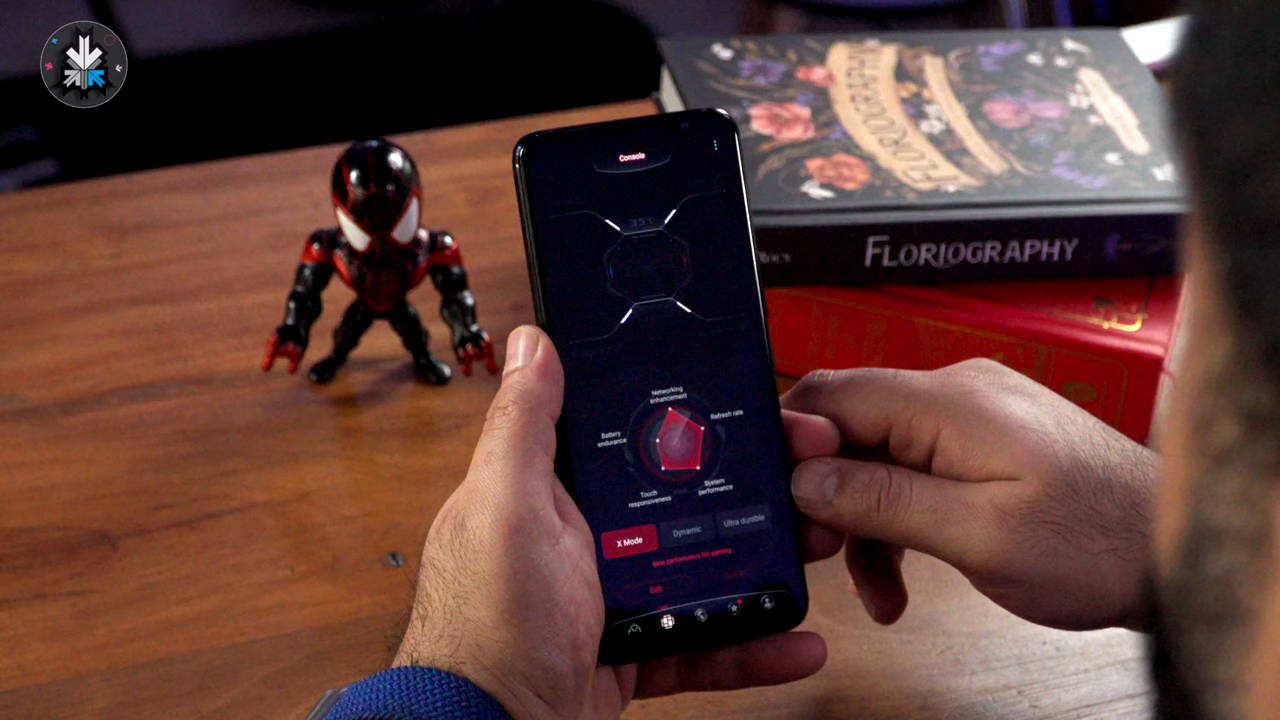 Console
35°C
Networking
enhancement
Refresh rate
Battery
endurance
Touch
responsiveness
System
performance
X Mode
Dynamic
Ultra durable
Best performance for gaming
Edit
FLORIOGRAPHY
FLORIOGRAPHY